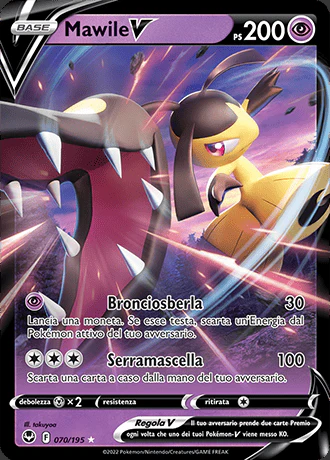 BASE Mawile V PS 200
Bronciosberla 30
Lancia una moneta. Se esce testa, scarta un'Energia dal
Pokémon attivo del tuo avversario.
Serramascella 100
Scarta una carta a caso dalla mano del tuo avversario.
debolezza ×2 resistenza ritirata
ill. takuyoa
F 070/195 ★
Regola V Il tuo avversario prende due carte Premio
ogni volta che uno dei tuoi Pokémon-V viene messo KO.
©2022 Pokémon/Nintendo/Creatures/GAME FREAK